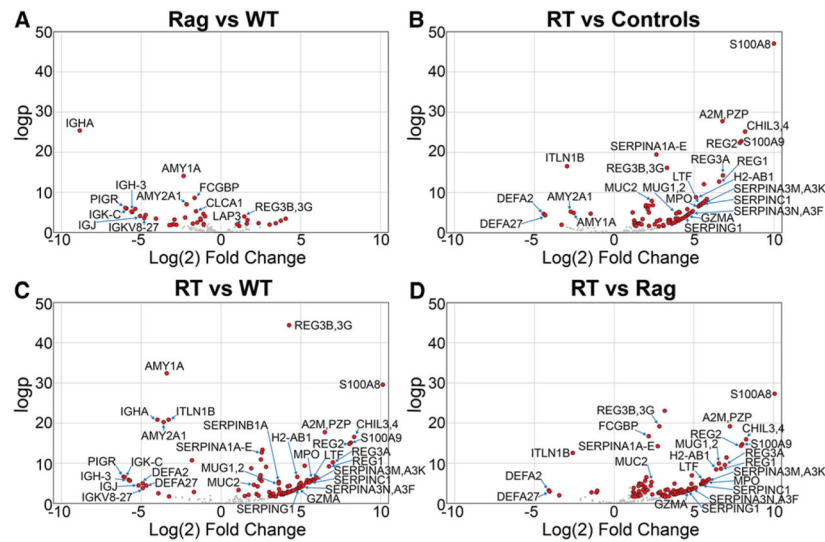 A
Rag vs WT
50
40
30
20
10
0
logp
IGHA
AMY1A
IGH-3
AMY2A1
FCGBP
PIGR
CLCA1
IGK-C
LAP3
REG3B,3G
IGJ
IGKV8-27
-10
-5
0
5
10
Log(2) Fold Change
B
RT vs Controls
50
40
30
20
10
0
logp
S100A8
A2M,PZP
CHIL3,4
REG2
S100A9
SERPINA1A-E
ITLN1B
REG3B,3G
REG3A
REG1
LTF
H2-AB1
MUC2
MUG1,2
SERPINA3M,A3K
DEFA2
AMY2A1
MPO
SERPINC1
SERPINA3N,A3F
DEFA27
AMY1A
GZMA
SERPING1
-10
-5
0
5
10
Log(2) Fold Change
C
RT vs WT
50
40
30
20
10
0
logp
REG3B,3G
AMY1A
S100A8
IGHA
ITLN1B
AMY2A1
SERPINB1A
A2M,PZP
CHIL3,4
H2-AB1
REG2
S100A9
SERPINA1A-E
MPO
LTF
REG3A
PIGR
IGK-C
MUG1,2
REG1
IGH-3
DEFA2
SERPINA3M,A3K
IGJ
DEFA27
MUC2
SERPINC1
IGKV8-27
SERPINA3N,A3F
GZMA
SERPING1
-10
-5
0
5
10
Log(2) Fold Change
D
RT vs Rag
50
40
30
20
10
0
logp
S100A8
REG3B,3G
A2M,PZP
FCGBP
CHIL3,4
REG2
SERPINA1A-E
MUG1,2
S100A9
ITLN1B
H2-AB1
REG3A
MUC2
REG1
LTF
SERPINA3M,A3K
DEFA2
MPO
SERPINC1
DEFA27
SERPINA3N,A3F
GZMA
SERPING1
-10
-5
0
5
10
Log(2) Fold Change